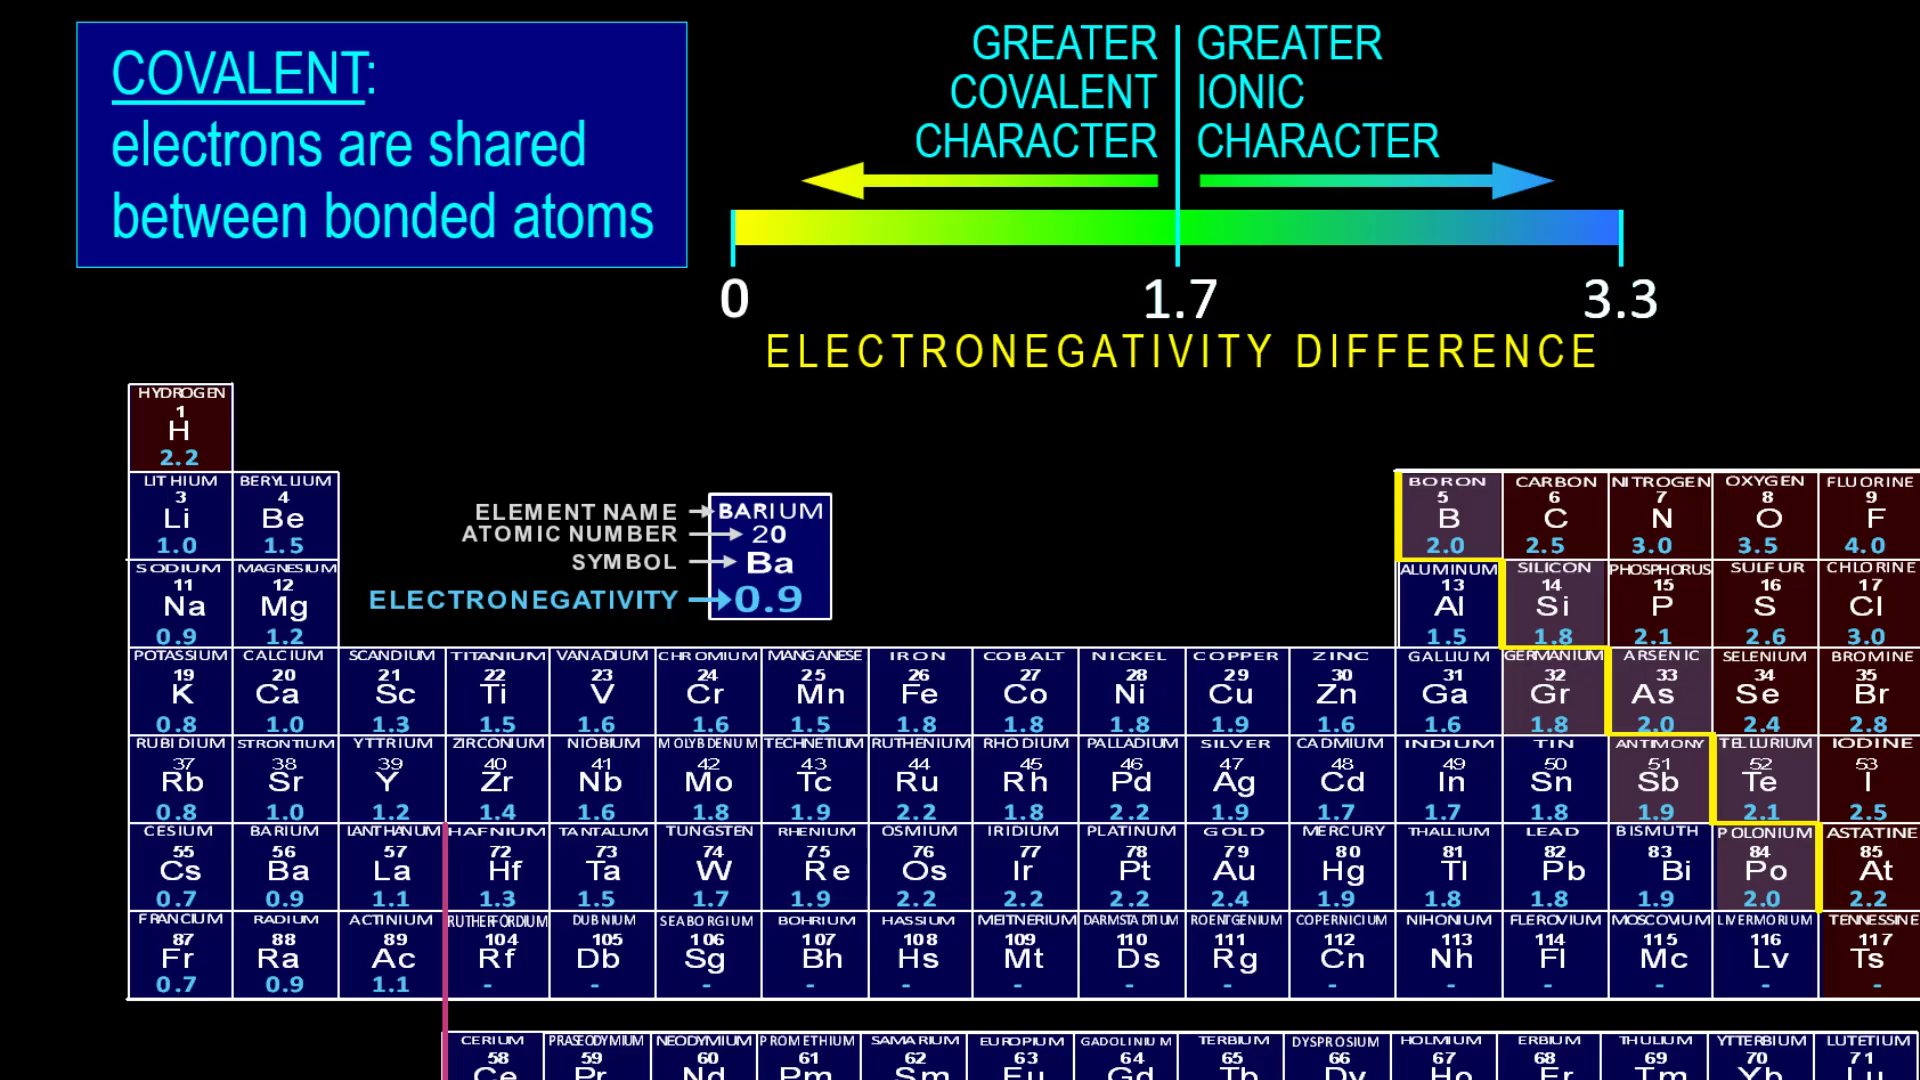 COVALENT:
electrons are shared
between bonded atoms
GREATER
COVALENT
CHARACTER
GREATER
IONIC
CHARACTER
0 1.7 3.3
ELECTRONEGATIVITY DIFFERENCE
ELEMENT NAME BARIUM
ATOMIC NUMBER 20
SYMBOL Ba
ELECTRONEGATIVITY 0.9
HYDROGEN
1
H
2.2
LITHIUM BERYLLIUM BORON CARBON NITROGEN OXYGEN FLUORINE
3 4 5 6 7 8 9
Li Be B C N O F
1.0 1.5 2.0 2.5 3.0 3.5 4.0
SODIUM MAGNESIUM ALUMINUM SILICON PHOSPHORUS SULFUR CHLORINE
11 12 13 14 15 16 17
Na Mg Al Si P S Cl
0.9 1.2 1.5 1.8 2.1 2.6 3.0
POTASSIUM CALCIUM SCANDIUM TITANIUM VANADIUM CHROMIUM MANGANESE IRON COBALT NICKEL COPPER ZINC GALLIUM GERMANIUM ARSENIC SELENIUM BROMINE
19 20 21 22 23 24 25 26 27 28 29 30 31 32 33 34 35
K Ca Sc Ti V Cr Mn Fe Co Ni Cu Zn Ga Gr As Se Br
0.8 1.0 1.3 1.5 1.6 1.6 1.5 1.8 1.8 1.8 1.9 1.6 1.6 1.8 2.0 2.4 2.8
RUBIDIUM STRONTIUM YTTRIUM ZIRCONIUM NIOBIUM MOLYBDENUM TECHNETIUM RUTHENIUM RHODIUM PALLADIUM SILVER CADMIUM INDIUM TIN ANTIMONY TELLURIUM IODINE
37 38 39 40 41 42 43 44 45 46 47 48 49 50 51 52 53
Rb Sr Y Zr Nb Mo Tc Ru Rh Pd Ag Cd In Sn Sb Te I
0.8 1.0 1.2 1.4 1.6 1.8 1.9 2.2 1.8 2.2 1.9 1.7 1.7 1.8 1.9 2.1 2.5
CESIUM BARIUM LANTHANUM HAFNIUM TANTALUM TUNGSTEN RHENIUM OSMIUM IRIDIUM PLATINUM GOLD MERCURY THALLIUM LEAD BISMUTH POLONIUM ASTATINE
55 56 57 72 73 74 75 76 77 78 79 80 81 82 83 84 85
Cs Ba La Hf Ta W Re Os Ir Pt Au Hg Tl Pb Bi Po At
0.7 0.9 1.1 1.3 1.5 1.7 1.9 2.2 2.2 2.2 2.4 1.9 1.8 1.8 1.9 2.0 2.2
FRANCIUM RADIUM ACTINIUM RUTHERFORDIUM DUBNIUM SEABORGIUM BOHRIUM HASSIUM MEITNERIUM DARMSTADTIUM ROENTGENIUM COPERNICIUM NIHONIUM FLEROVIUM MOSCOVIUM LIVERMORIUM TENNESSINE
87 88 89 104 105 106 107 108 109 110 111 112 113 114 115 116 117
Fr Ra Ac Rf Db Sg Bh Hs Mt Ds Rg Cn Nh Fl Mc Lv Ts
0.7 0.9 1.1 - - - - - - - - - - - - - -
CERIUM PRASEODYMIUM NEODYMIUM PROMETHIUM SAMARIUM EUROPIUM GADOLINIUM TERBIUM DYSPROSIUM HOLMIUM ERBIUM THULIUM YTTERBIUM LUTETIUM
58 59 60 61 62 63 64 65 66 67 68 69 70 71
Ce Pr Nd Pm Sm Eu Gd Tb Dy Ho Er Tm Yb Lu